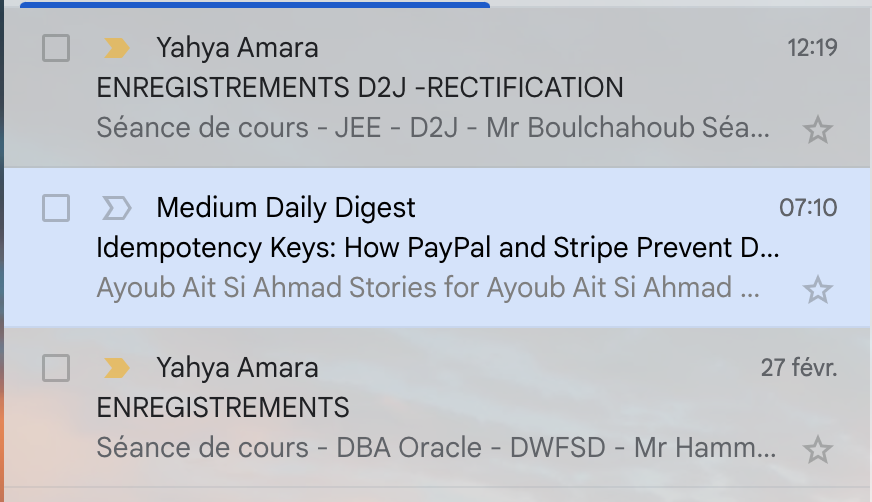 Yahya Amara 12:19
ENREGISTREMENTS D2J -RECTIFICATION
Séance de cours - JEE - D2J - Mr Boulchahoub Séa...
Medium Daily Digest 07:10
Idempotency Keys: How PayPal and Stripe Prevent D...
Ayoub Ait Si Ahmad Stories for Ayoub Ait Si Ahmad ...
Yahya Amara 27 févr.
ENREGISTREMENTS
Séance de cours - DBA Oracle - DWFSD - Mr Hamm...